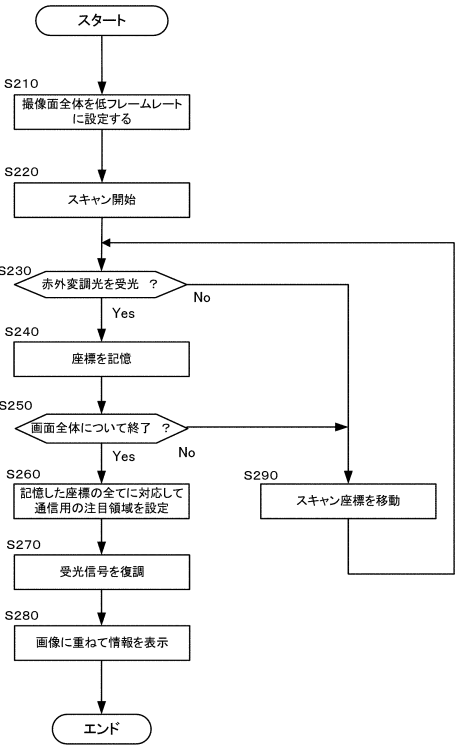 スタート
S210
撮像面全体を低フレームレート
に設定する
S220
スキャン開始
S230
赤外変調光を受光 ?
No
Yes
S240
座標を記憶
S250
画面全体について終了 ?
Yes
No
S260
記憶した座標の全てに対応して
通信用の注目領域を設定
S290
スキャン座標を移動
S270
受光信号を復調
S280
画像に重ねて情報を表示
エンド